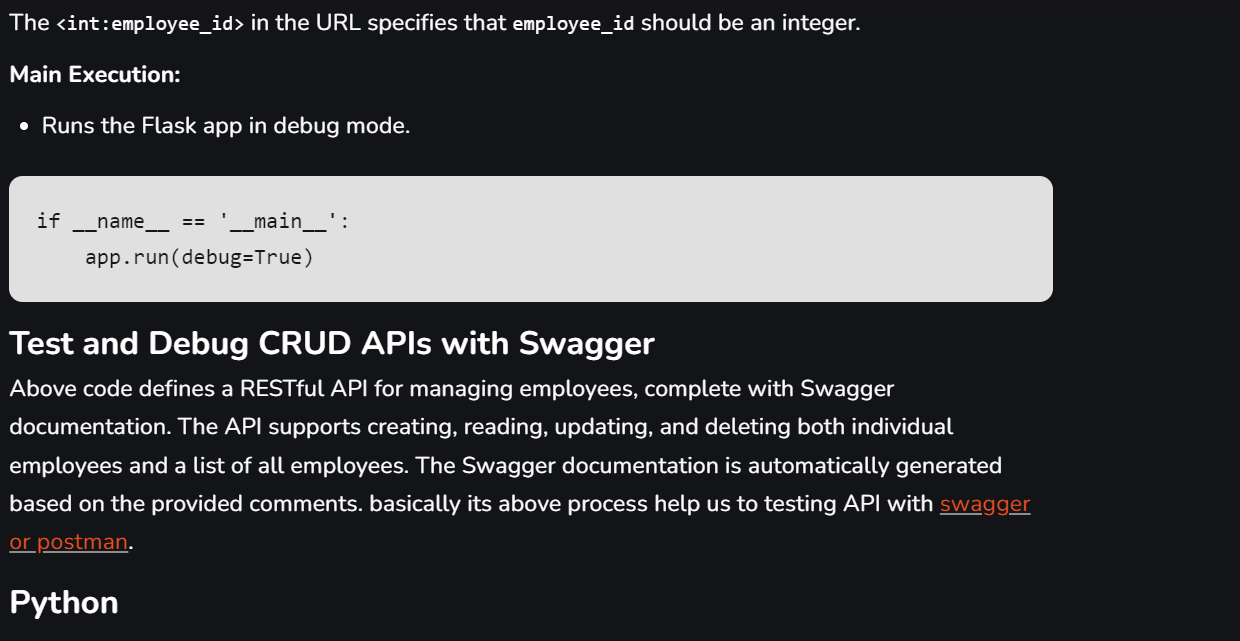 The <int:employee_id> in the URL specifies that employee_id should be an integer.
Main Execution:
• Runs the Flask app in debug mode.
if __name__ == '__main__':
    app.run(debug=True)
Test and Debug CRUD APIs with Swagger
Above code defines a RESTful API for managing employees, complete with Swagger
documentation. The API supports creating, reading, updating, and deleting both individual
employees and a list of all employees. The Swagger documentation is automatically generated
based on the provided comments. basically its above process help us to testing API with swagger
or postman.
Python